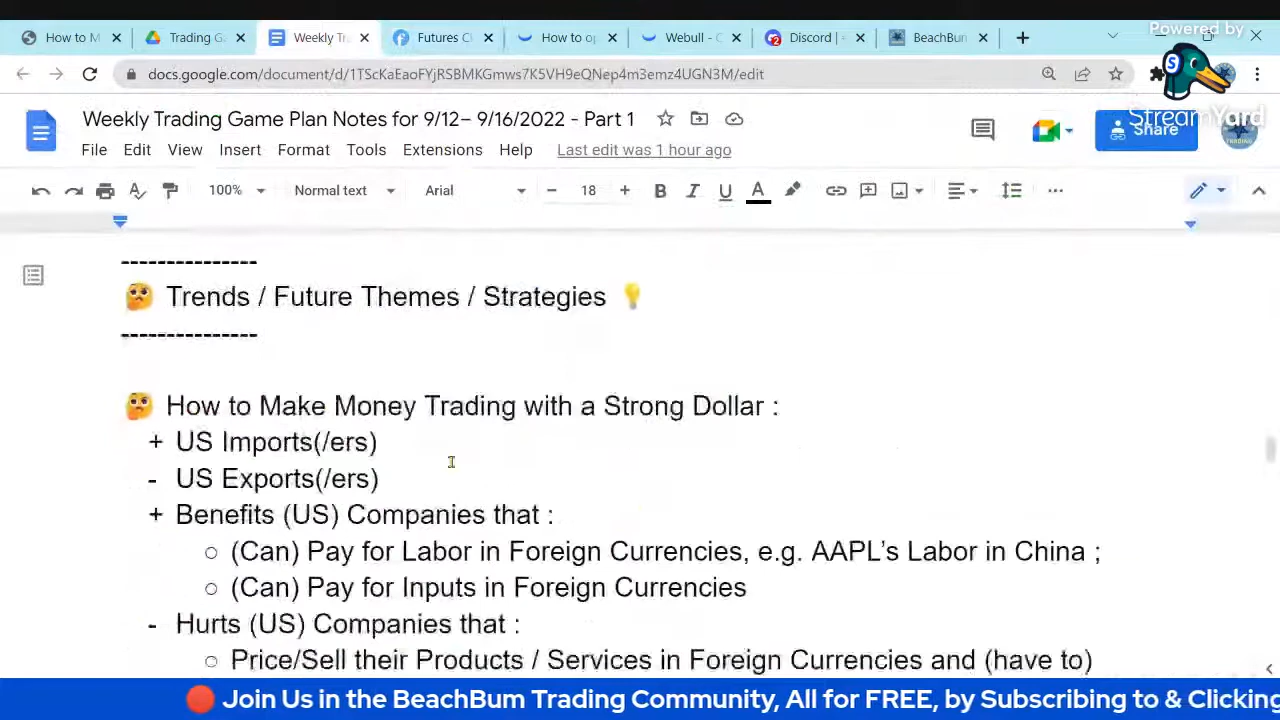 Powered by
How to M
Trading G
Weekly Tr
Futures o
How to op
Webull - C
Discord |
BeachBun
StreamYard
Weekly Trading Game Plan Notes for 9/12– 9/16/2022 - Part 1
Share
File Edit View Insert Format Tools Extensions Help Last edit was 1 hour ago
100% Normal text Arial 18 B I U A
---------------
🤔 Trends / Future Themes / Strategies 💡
---------------
🤔 How to Make Money Trading with a Strong Dollar :
+ US Imports(/ers)
- US Exports(/ers)
+ Benefits (US) Companies that :
○ (Can) Pay for Labor in Foreign Currencies, e.g. AAPL’s Labor in China ;
○ (Can) Pay for Inputs in Foreign Currencies
- Hurts (US) Companies that :
○ Price/Sell their Products / Services in Foreign Currencies and (have to)
🔴 Join Us in the BeachBum Trading Community, All for FREE, by Subscribing to & Clicking